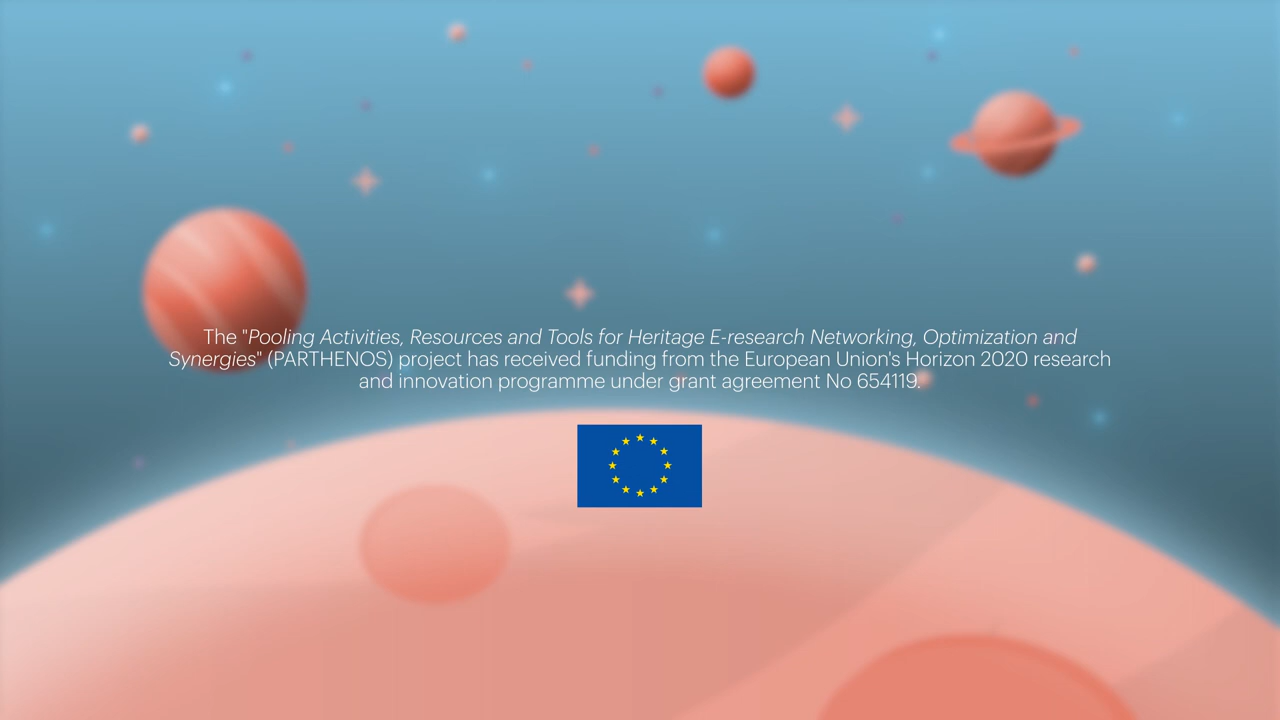 The "Pooling Activities, Resources and Tools for Heritage E-research Networking, Optimization and
Synergies" (PARTHENOS) project has received funding from the European Union's Horizon 2020 research
and innovation programme under grant agreement No 654119.